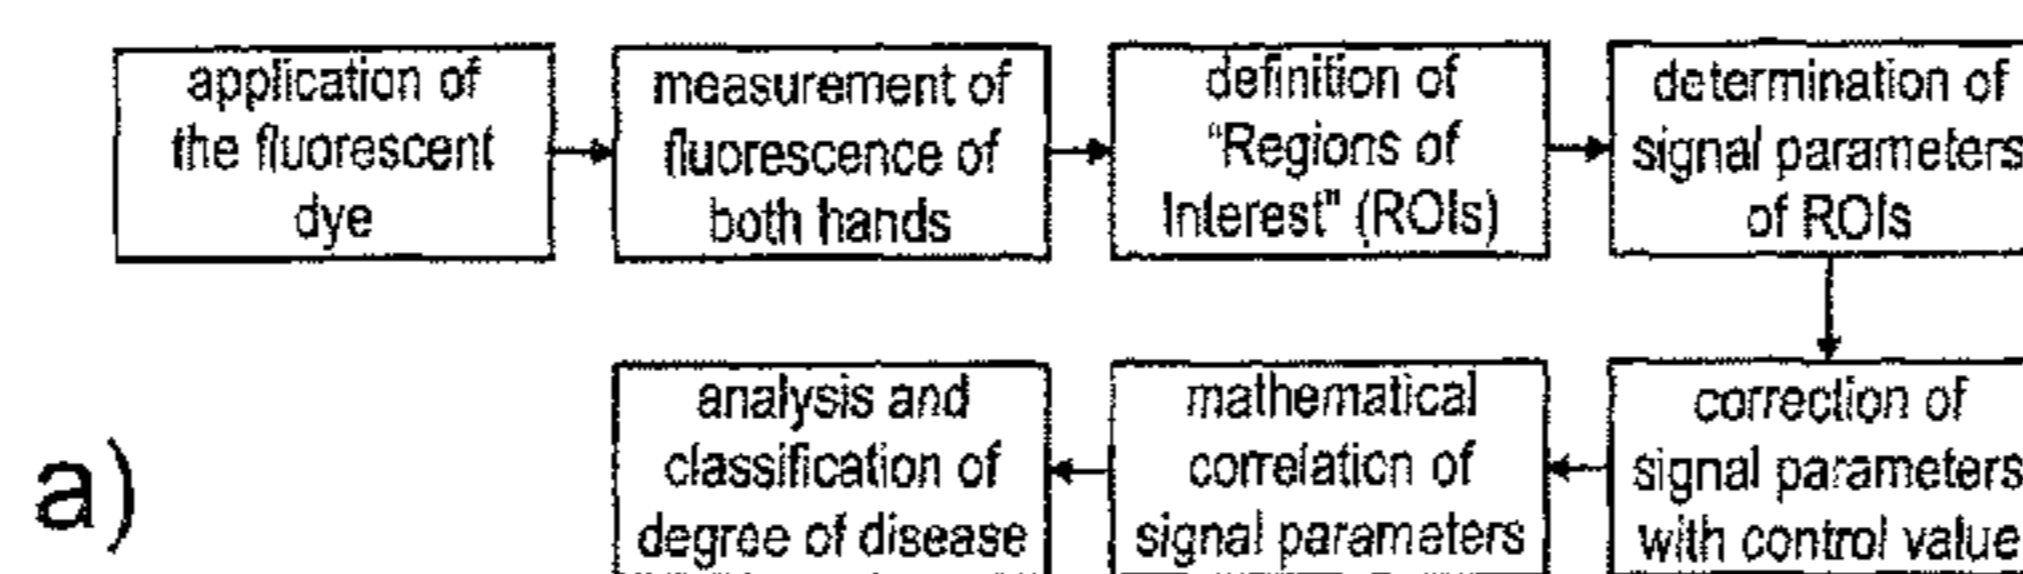 application of
the fluorescent
dye
measurement of
fluorescence of
both hands
definition of
"Regions of
Interest" (ROIs)
determination of
signal parameters
of ROIs
correction of
signal parameters
with control value
mathematical
correlation of
signal parameters
analysis and
classification of
degree of disease
a)